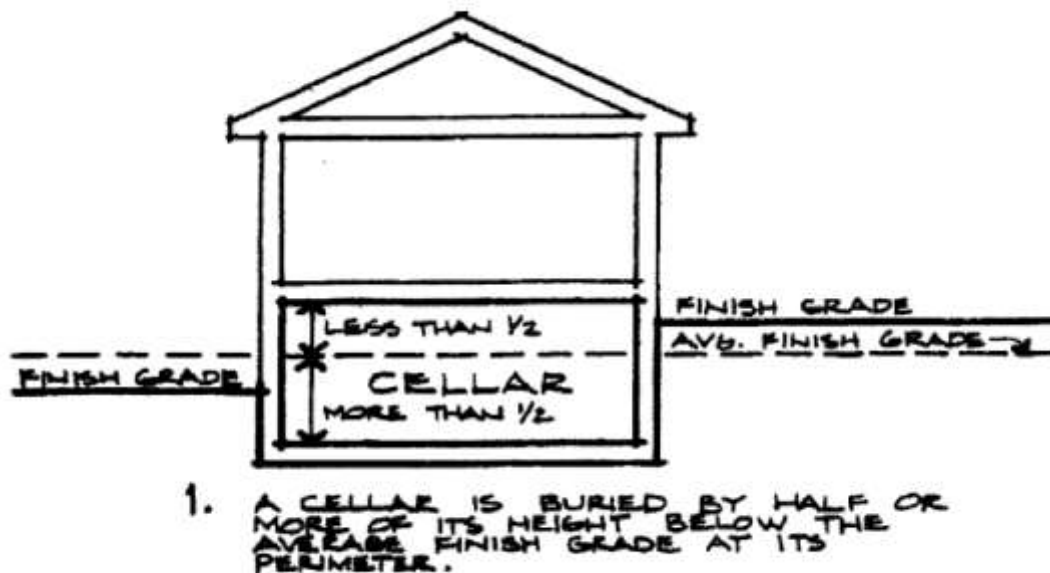 FINISH GRADE
LESS THAN 1/2
AVG. FINISH GRADE
FINISH GRADE
CELLAR
MORE THAN 1/2
1. A CELLAR IS BURIED BY HALF OR
MORE OF ITS HEIGHT BELOW THE
AVERAGE FINISH GRADE AT ITS
PERIMETER.